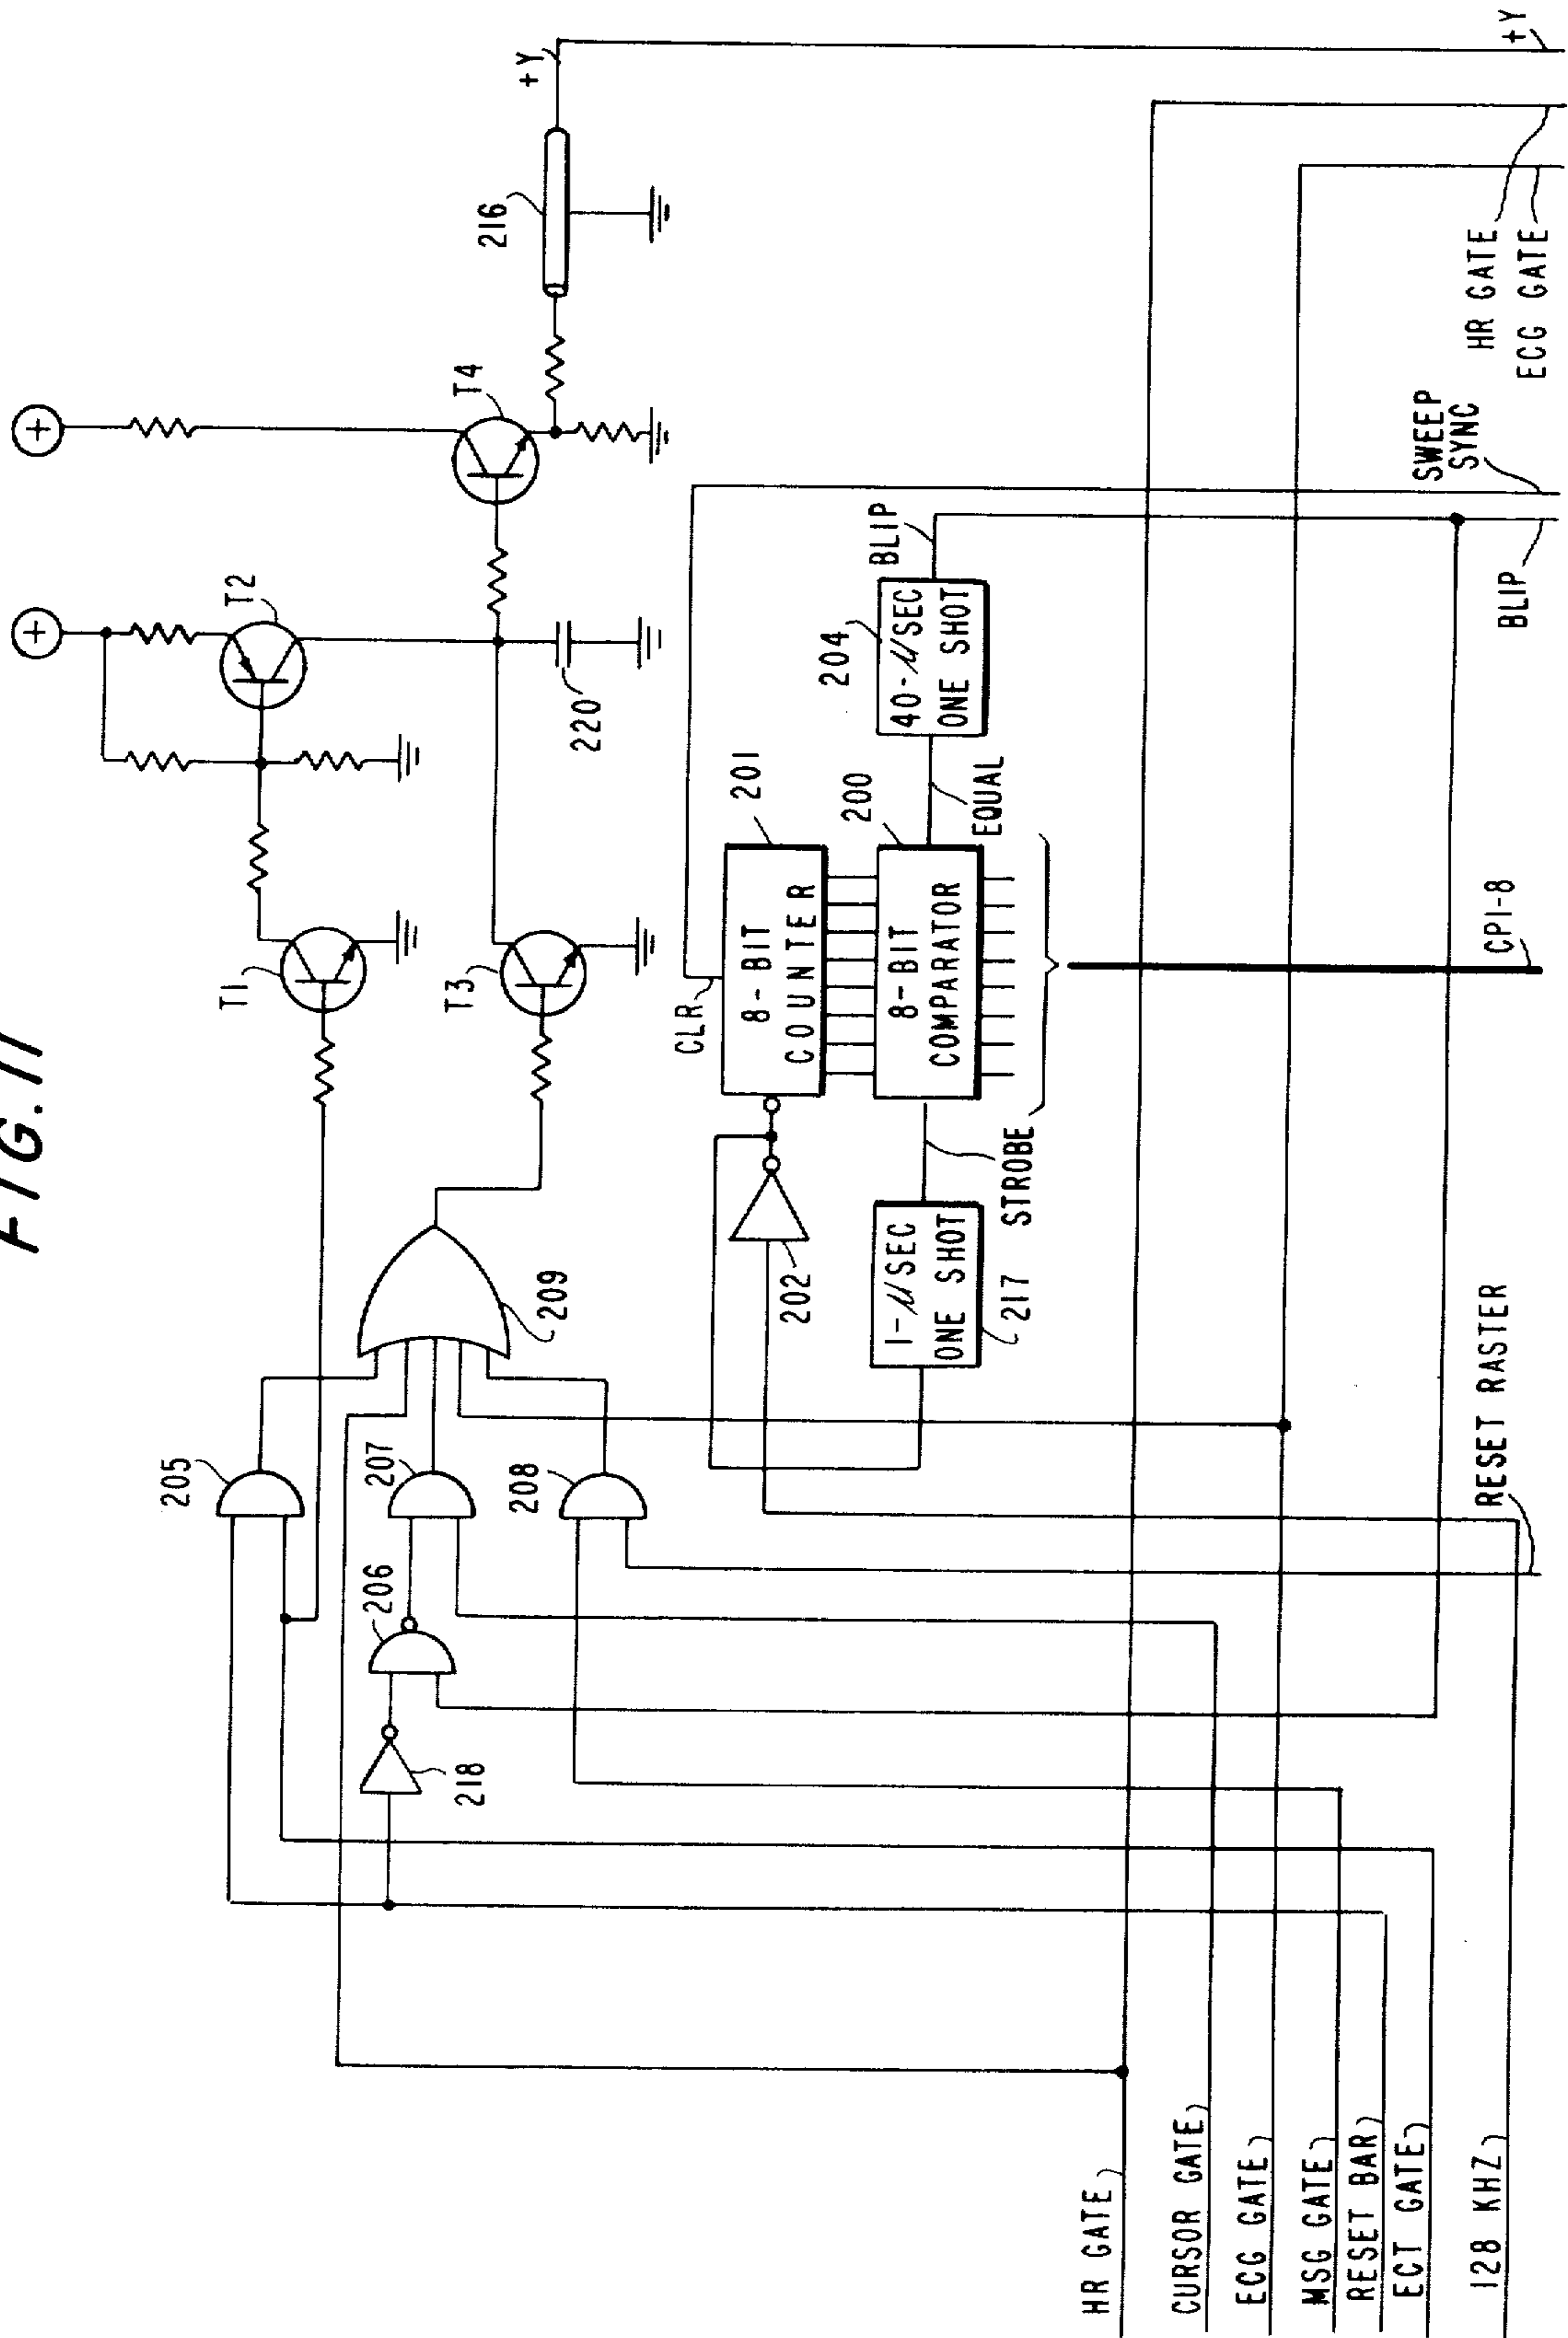 FIG. 11
+
+
T2
T4
216
+Y
+Y
T1
T3
220
205
206
207
208
209
218
CLR
8-BIT
COUNTER
201
8-BIT
COMPARATOR
200
EQUAL
204
40-μSEC
ONE SHOT
BLIP
202
1-μSEC
ONE SHOT
217
STROBE
HR GATE
CURSOR GATE
ECG GATE
MSG GATE
RESET BAR
ECT GATE
128 KHZ
RESET RASTER
CP1-8
BLIP
SWEEP
SYNC
HR GATE
ECG GATE